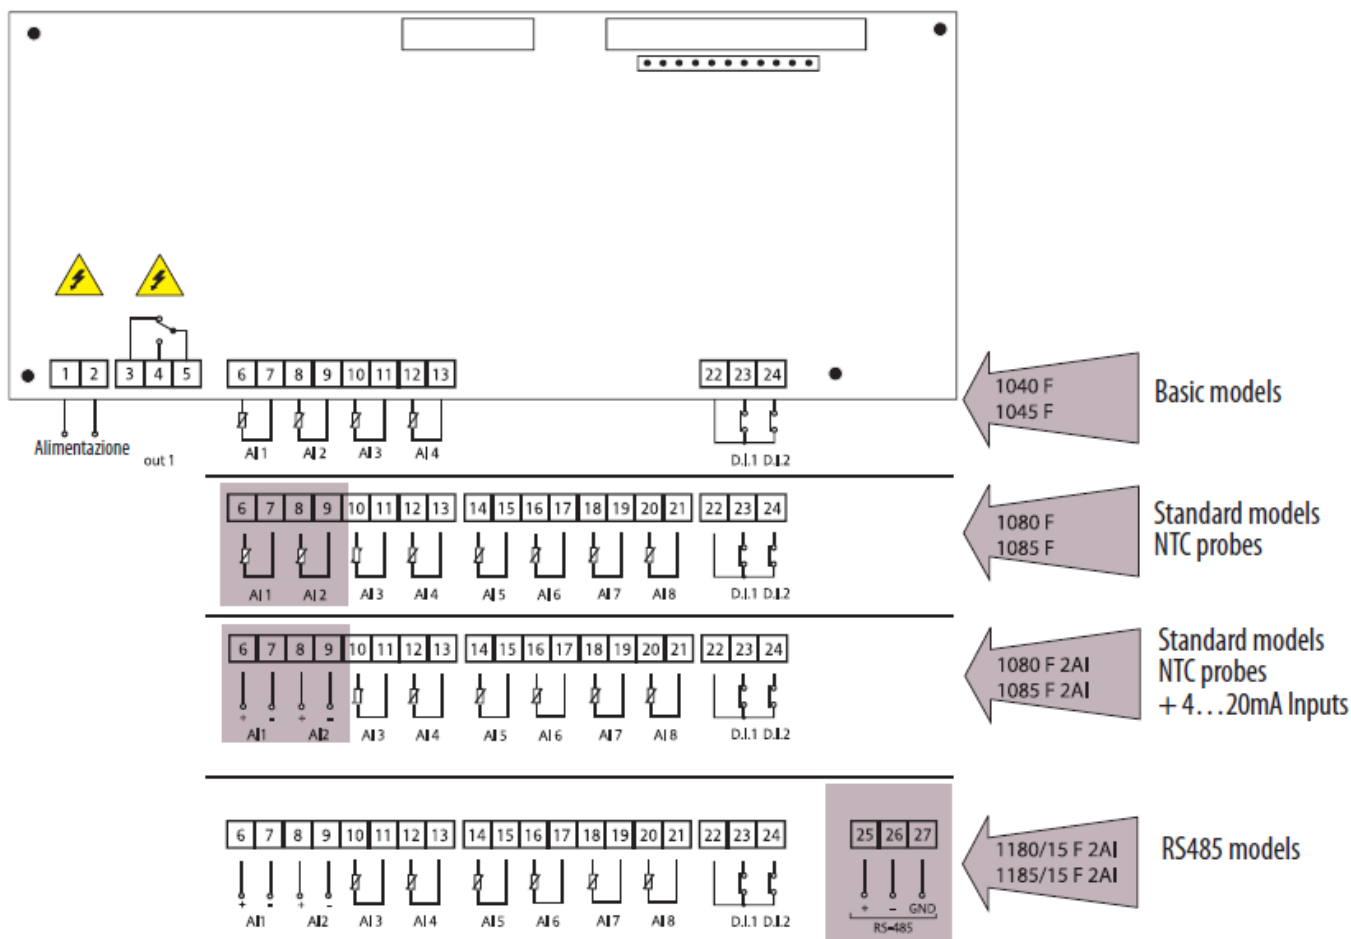 1 2 3 4 5 6 7 8 9 10 11 12 13 22 23 24
Alimentazione out 1 AI 1 AI 2 AI 3 AI 4 D.I.1 D.I.2
1040 F
1045 F
Basic models
6 7 8 9 10 11 12 13 14 15 16 17 18 19 20 21 22 23 24
AI 1 AI 2 AI 3 AI 4 AI 5 AI 6 AI 7 AI 8 D.I.1 D.I.2
1080 F
1085 F
Standard models
NTC probes
6 7 8 9 10 11 12 13 14 15 16 17 18 19 20 21 22 23 24
+ - + -
AI1 AI2 AI 3 AI 4 AI 5 AI 6 AI 7 AI 8 D.I.1 D.I.2
1080 F 2AI
1085 F 2AI
Standard models
NTC probes
+ 4...20mA Inputs
6 7 8 9 10 11 12 13 14 15 16 17 18 19 20 21 22 23 24 25 26 27
+ - + - + - GND
AI1 AI2 AI 3 AI 4 AI 5 AI 6 AI 7 AI 8 D.I.1 D.I.2 RS-485
1180/15 F 2AI
1185/15 F 2AI
RS485 models